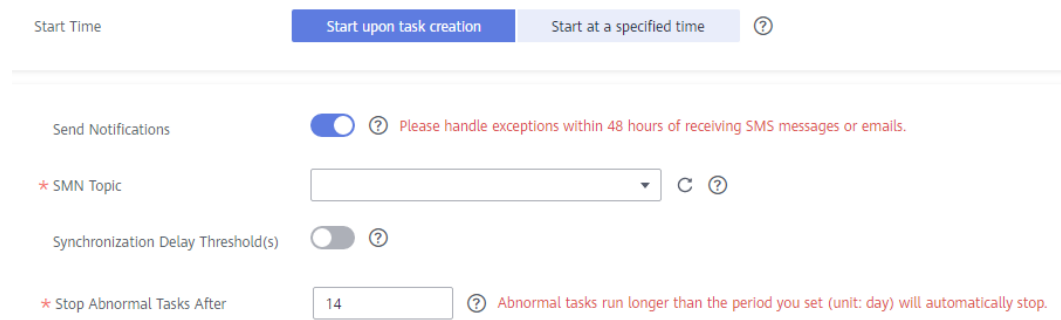 Start Time Start upon task creation Start at a specified time ?
Send Notifications ? Please handle exceptions within 48 hours of receiving SMS messages or emails.
* SMN Topic ?
Synchronization Delay Threshold(s) ?
* Stop Abnormal Tasks After 14 ? Abnormal tasks run longer than the period you set (unit: day) will automatically stop.